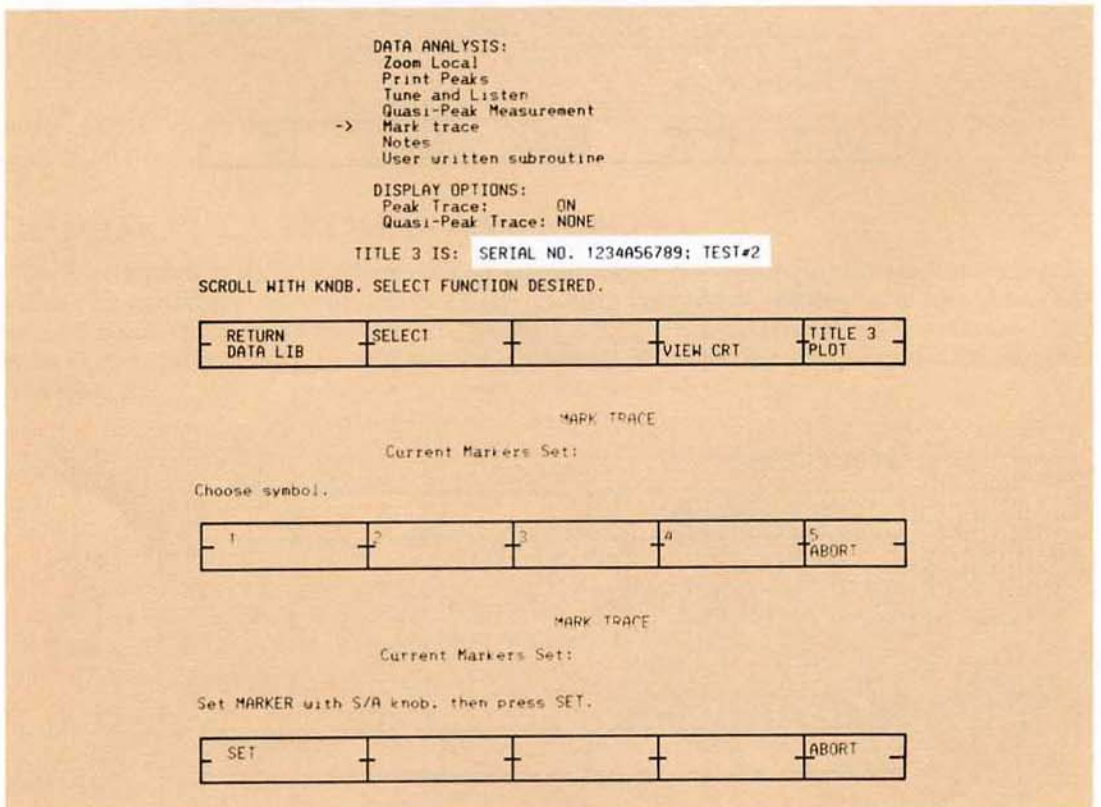 DATA ANALYSIS:
Zoom Local
Print Peaks
Tune and Listen
Quasi-Peak Measurement
-> Mark trace
Notes
User written subroutine
DISPLAY OPTIONS:
Peak Trace: ON
Quasi-Peak Trace: NONE
TITLE 3 IS: SERIAL NO. 1234A56789; TEST#2
SCROLL WITH KNOB. SELECT FUNCTION DESIRED.
RETURN SELECT TITLE 3
DATA LIB VIEW CRT PLOT
MARK TRACE
Current Markers Set:
Choose symbol.
1 2 3 4 5
ABORT
MARK TRACE
Current Markers Set:
Set MARKER with S/A knob, then press SET.
SET ABORT